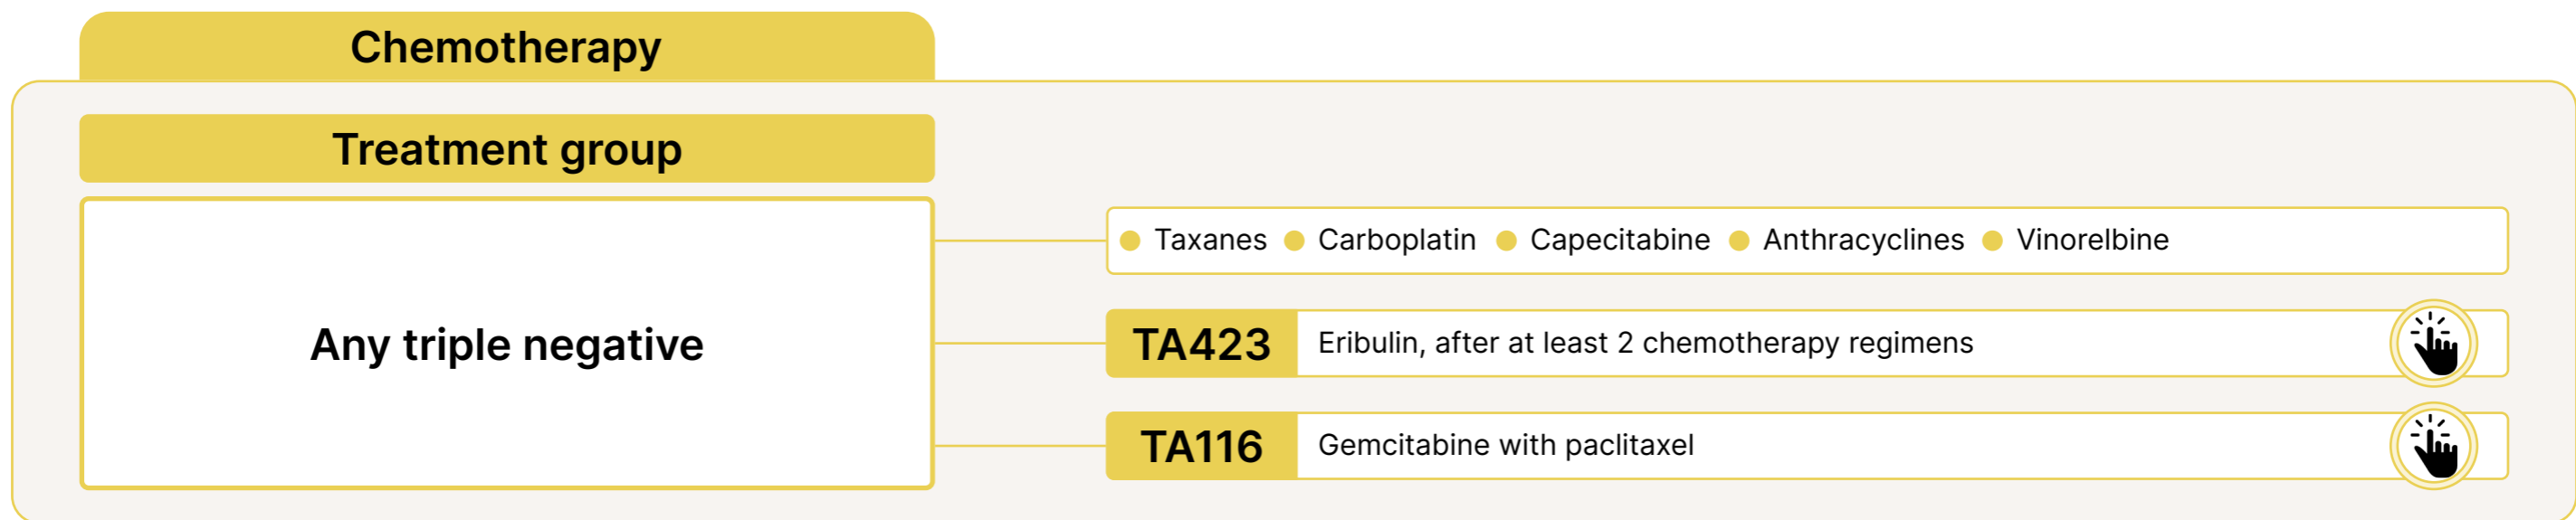 Chemotherapy
Treatment group
Any triple negative
Taxanes Carboplatin Capecitabine Anthracyclines Vinorelbine
TA423 Eribulin, after at least 2 chemotherapy regimens
TA116 Gemcitabine with paclitaxel